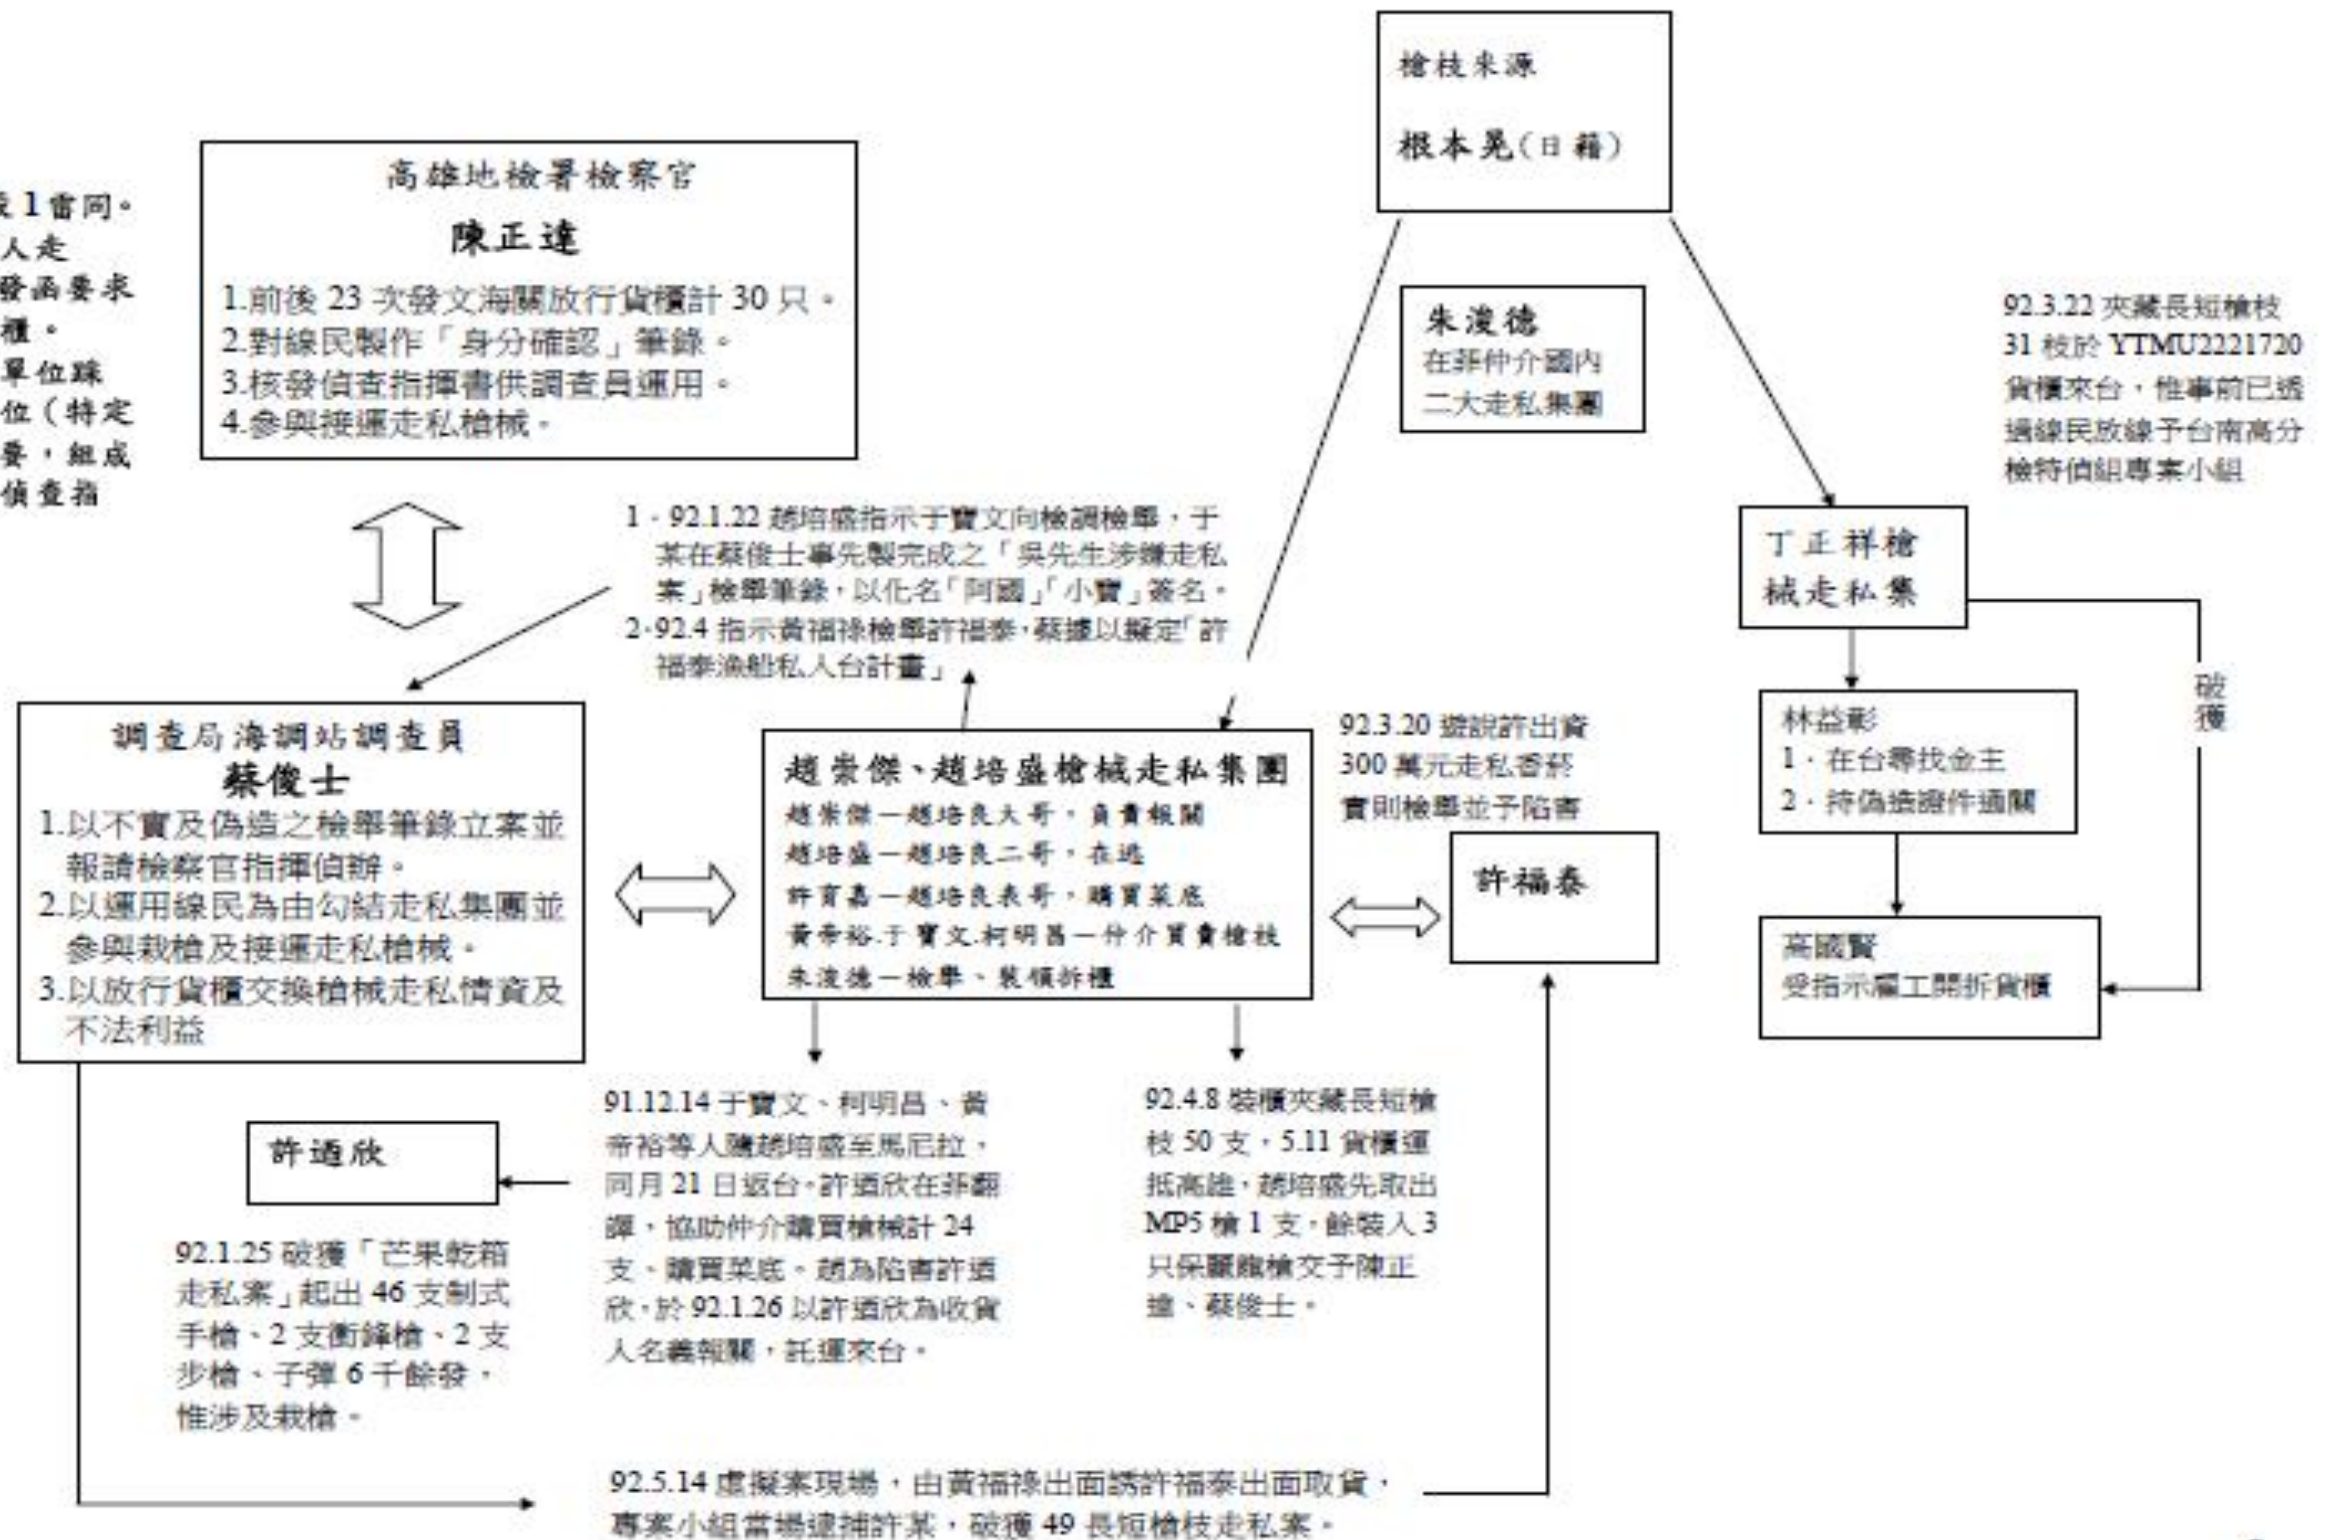 1雷同。
人走
發函要求
櫃。
單位踩
位（特定
要，組成
偵查指
高雄地檢署檢察官
陳正達
1.前後 23 次發文海關放行貨櫃計 30 只。
2.對線民製作「身分確認」筆錄。
3.核發偵查指揮書供調查員運用。
4.參與接運走私槍械。
槍枝來源
根本晃(日籍)
朱浚德
在菲仲介國內
二大走私集團
92.3.22 夾藏長短槍枝
31 枝於 YTMU2221720
貨櫃來台，惟事前已透
過線民放線予台南高分
檢特偵組專案小組
1．92.1.22 趙培盛指示于寶文向檢調檢舉，于
某在蔡俊士事先製完成之「吳先生涉嫌走私
案」檢舉筆錄，以化名「阿國」「小寶」簽名。
2．92.4 指示黃福祿檢舉許福泰，蔡據以擬定「許
福泰漁船私入台計畫」
丁正祥槍
械走私集
破
獲
林益彰
1．在台尋找金主
2．持偽造證件通關
高國賢
受指示雇工開拆貨櫃
調查局海調站調查員
蔡俊士
1.以不實及偽造之檢舉筆錄立案並
報請檢察官指揮偵辦。
2.以運用線民為由勾結走私集團並
參與栽槍及接運走私槍械。
3.以放行貨櫃交換槍械走私情資及
不法利益
趙崇傑、趙培盛槍械走私集團
趙崇傑－趙培良大哥，負責報關
趙培盛－趙培良二哥，在逃
許育嘉－趙培良表哥，購買菜底
黃帝裕.于寶文.柯明昌－仲介買賣槍枝
朱浚德－檢舉、裝領拆櫃
92.3.20 遊說許出資
300 萬元走私香菸
實則檢舉並予陷害
許福泰
許迺欣
92.1.25 破獲「芒果乾箱
走私案」起出 46 支制式
手槍、2 支衝鋒槍、2 支
步槍、子彈 6 千餘發，
惟涉及栽槍。
91.12.14 于寶文、柯明昌、黃
帝裕等人隨趙培盛至馬尼拉，
同月 21 日返台。許迺欣在菲翻
譯，協助仲介購買槍械計 24
支、購買菜底。趙為陷害許迺
欣，於 92.1.26 以許迺欣為收貨
人名義報關，託運來台。
92.4.8 裝櫃夾藏長短槍
枝 50 支，5.11 貨櫃運
抵高雄，趙培盛先取出
MP5 槍 1 支，餘裝入 3
只保麗龍槍交予陳正
達、蔡俊士。
92.5.14 虛擬案現場，由黃福祿出面誘許福泰出面取貨，
專案小組當場逮捕許某，破獲 49 長短槍枝走私案。